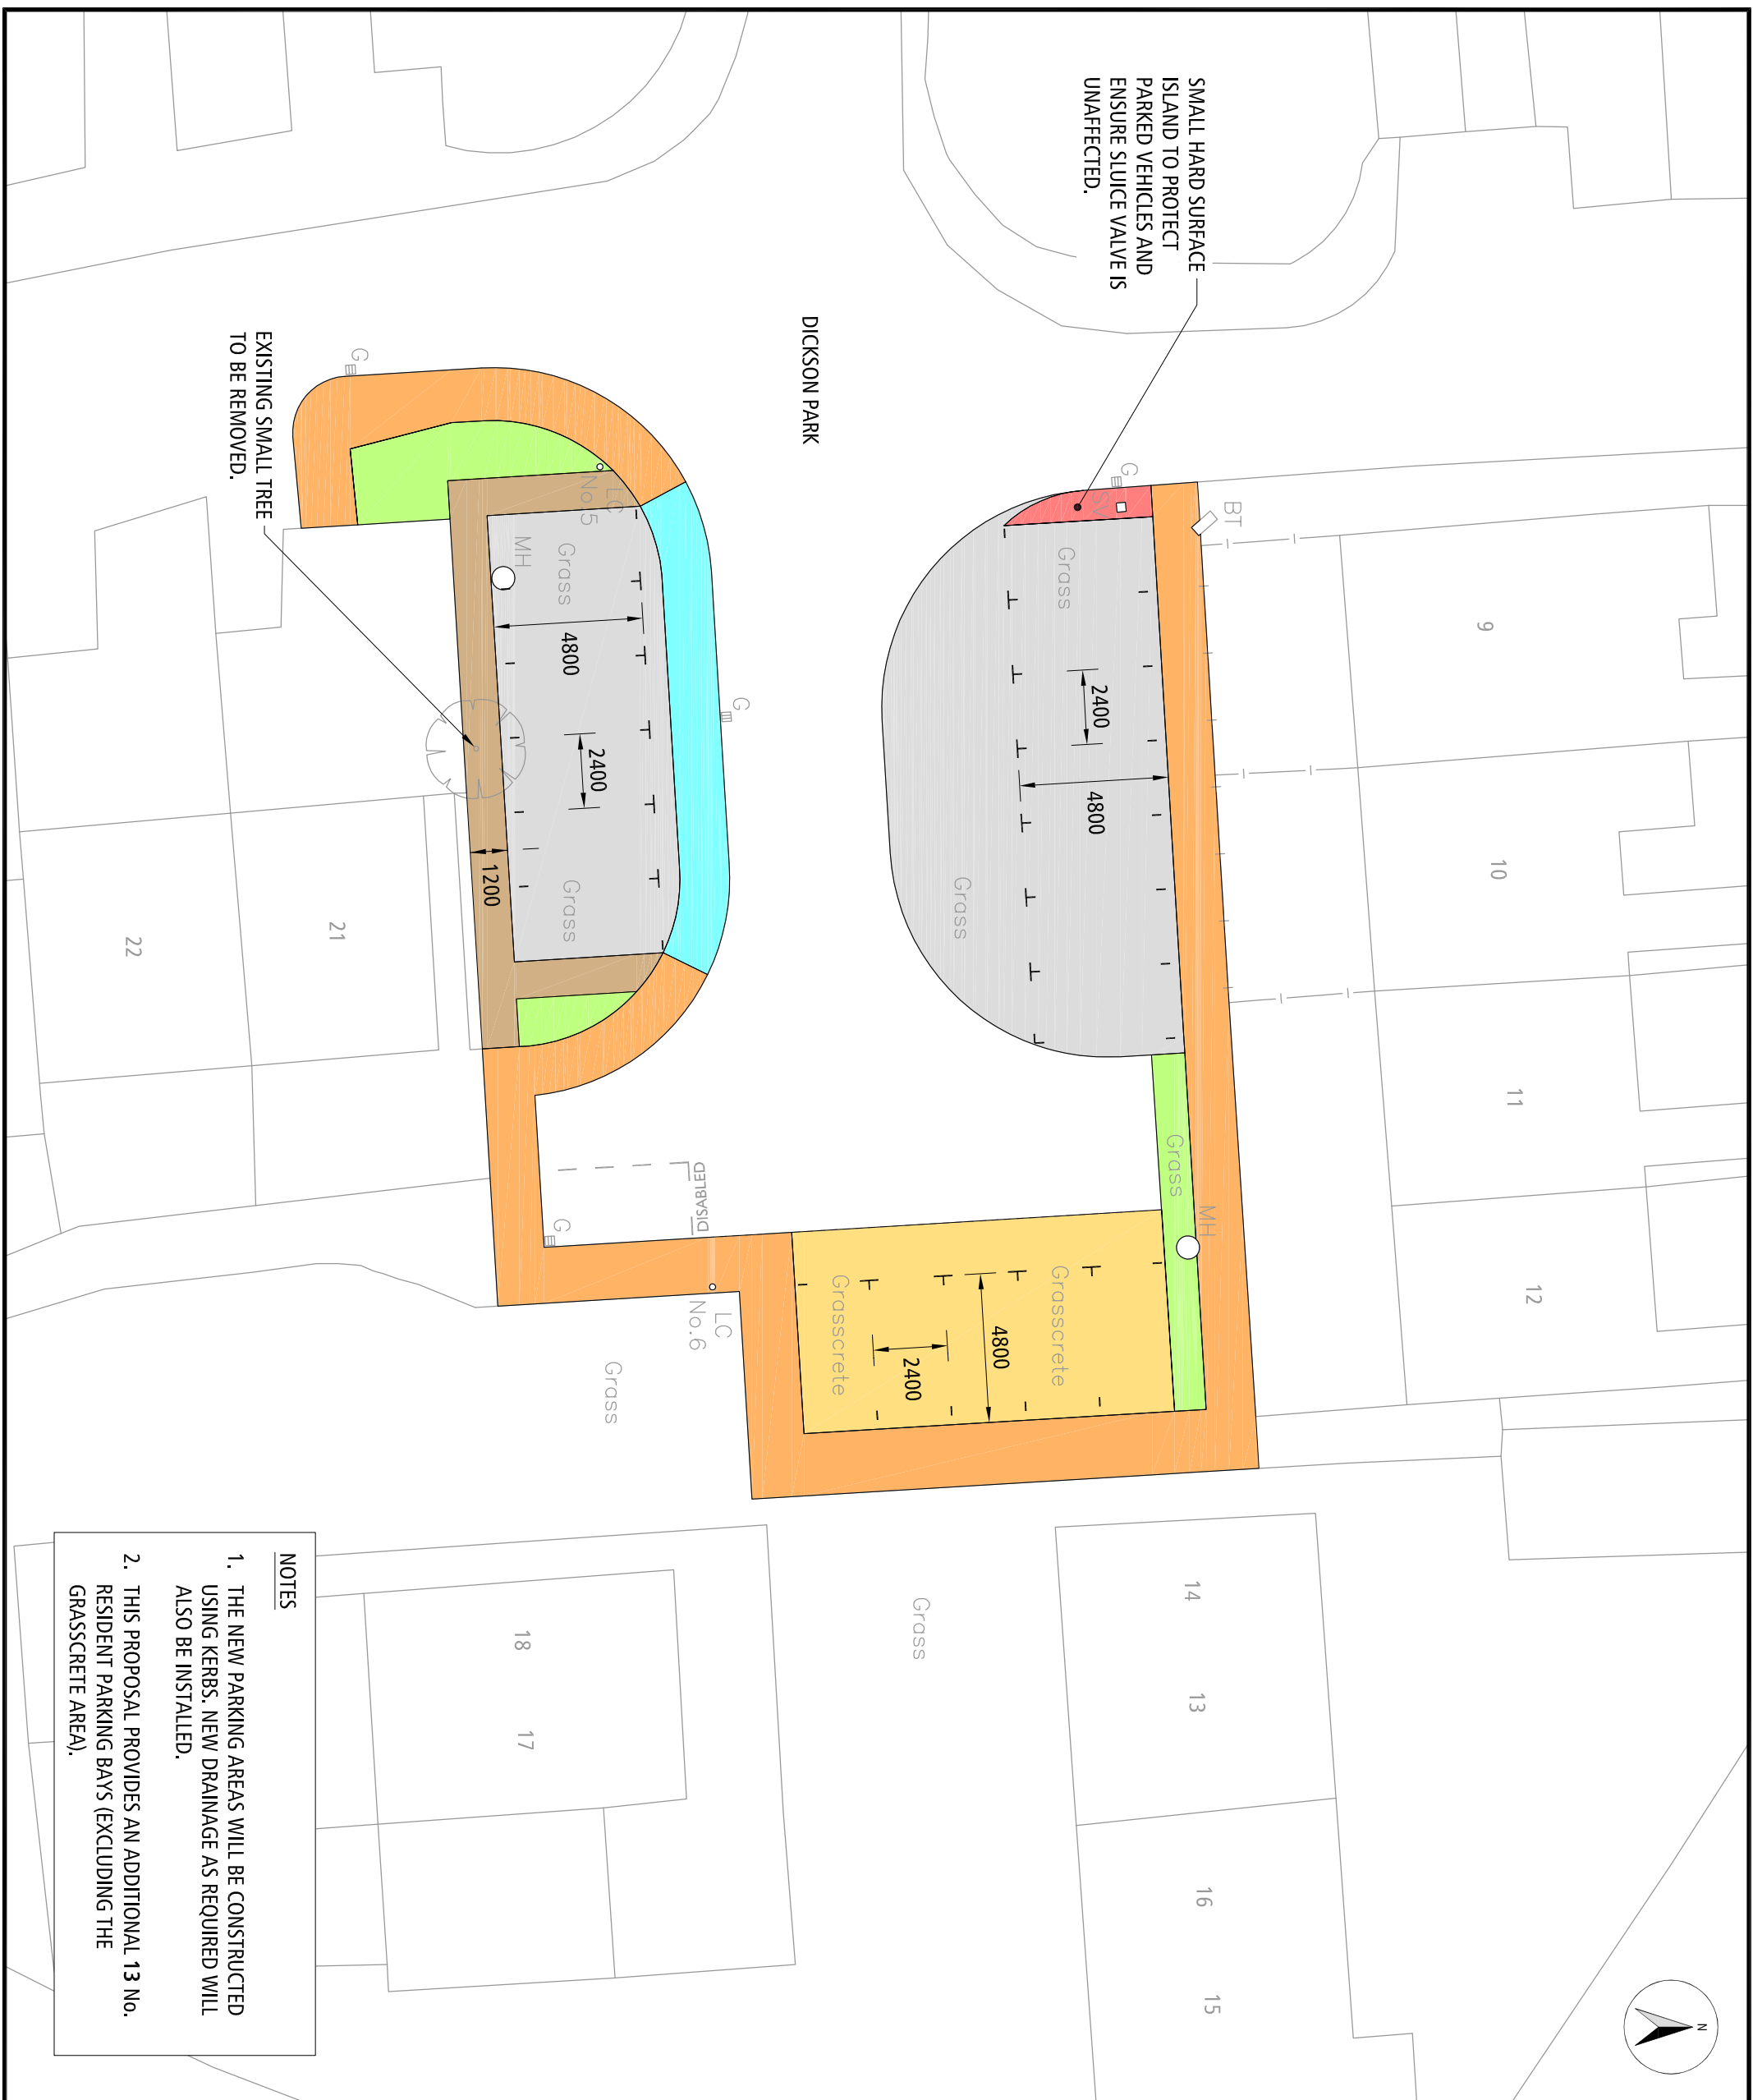 SMALL HARD SURFACE
ISLAND TO PROTECT
PARKED VEHICLES AND
ENSURE SLUICE VALVE IS
UNAFFECTED.
DICKSON PARK
EXISTING SMALL TREE
TO BE REMOVED.
G
SV
BT
Grass
2400
4800
Grass
9
10
11
12
G
LC
No.5
MH
Grass
4800
2400
1200
Grass
G
21
22
Grass
MH
DISABLED
G
LC
No.6
Grass
Grasscrete
Grasscrete
4800
2400
Grass
14
13
16
15
18
17
N
NOTES
1. THE NEW PARKING AREAS WILL BE CONSTRUCTED
USING KERBS. NEW DRAINAGE AS REQUIRED WILL
ALSO BE INSTALLED.
2. THIS PROPOSAL PROVIDES AN ADDITIONAL 13 No.
RESIDENT PARKING BAYS (EXCLUDING THE
GRASSCRETE AREA).